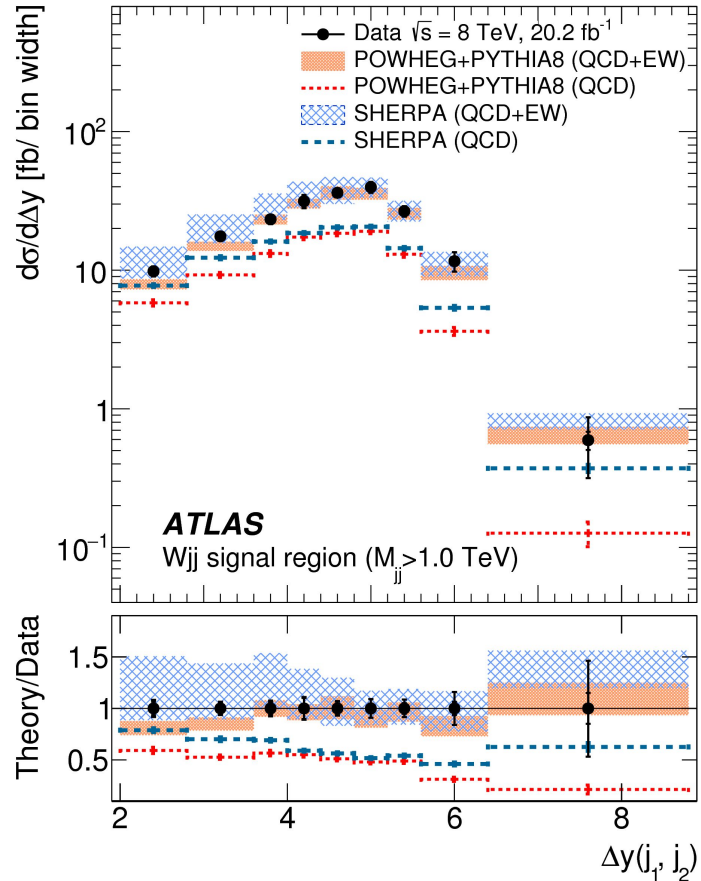 dσ/dΔy [fb/ bin width]
Data √s = 8 TeV, 20.2 fb⁻¹
POWHEG+PYTHIA8 (QCD+EW)
POWHEG+PYTHIA8 (QCD)
SHERPA (QCD+EW)
SHERPA (QCD)
10²
10
1
10⁻¹
ATLAS
Wjj signal region (M_jj>1.0 TeV)
Theory/Data
1.5
1
0.5
2 4 6 8
Δy(j₁, j₂)